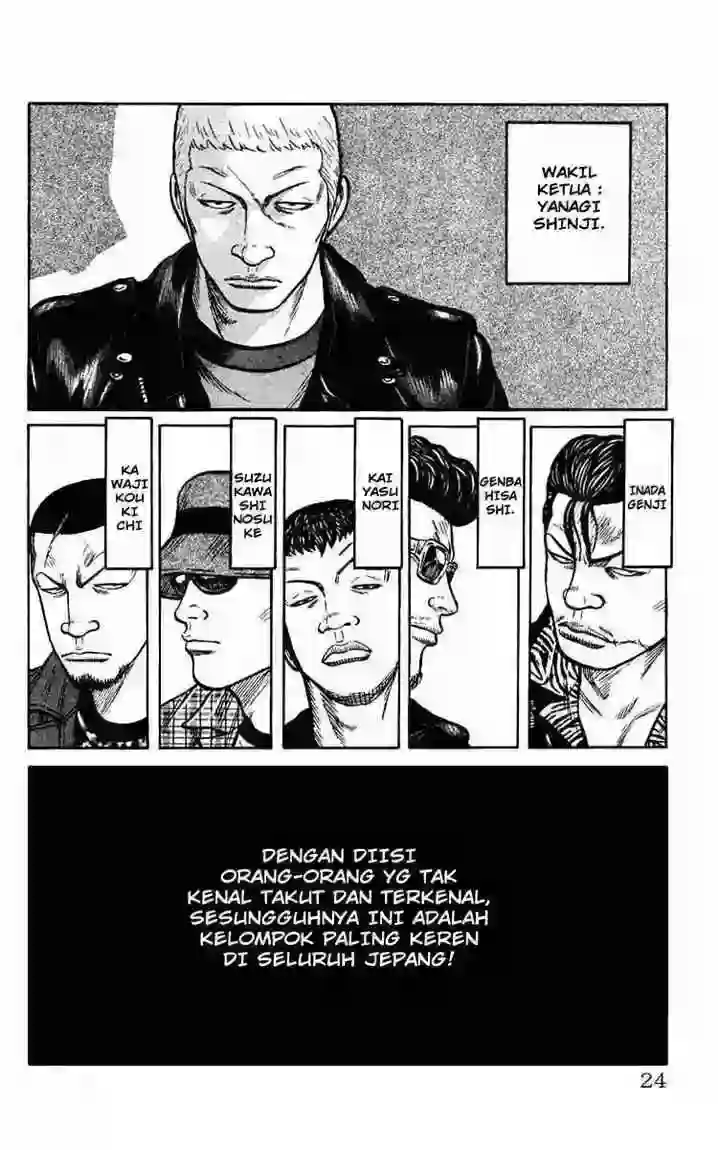 WAKIL
KETUA :
YANAGI
SHINJI.
KA
WAJI
KOU
KI
CHI
SUZU
KAWA
SHI
NOSU
KE
KAI
YASU
NORI
GENBA
HISA
SHI.
INADA
GENJI
DENGAN DIISI
ORANG-ORANG YG TAK
KENAL TAKUT DAN TERKENAL,
SESUNGGUHNYA INI ADALAH
KELOMPOK PALING KEREN
DI SELURUH JEPANG!
24